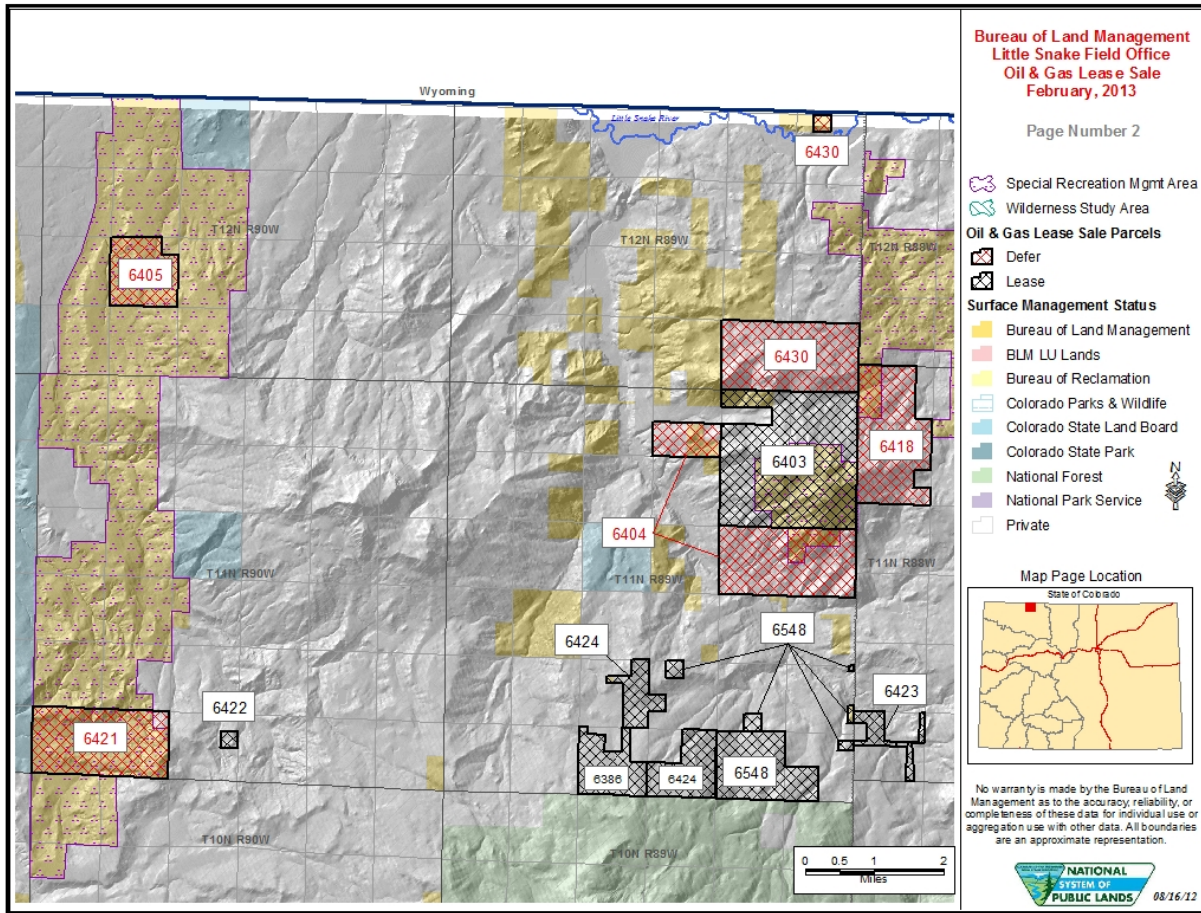 Bureau of Land Management
Little Snake Field Office
Oil & Gas Lease Sale
February, 2013
Page Number 2
Special Recreation Mgmt Area
Wilderness Study Area
Oil & Gas Lease Sale Parcels
Defer
Lease
Surface Management Status
Bureau of Land Management
BLM LU Lands
Bureau of Reclamation
Colorado Parks & Wildlife
Colorado State Land Board
Colorado State Park
National Forest
National Park Service
Private
N
Map Page Location
State of Colorado
No warranty is made by the Bureau of Land
Management as to the accuracy, reliability, or
completeness of these data for individual use or
aggregation use with other data. All boundaries
are an approximate representation.
NATIONAL
SYSTEM OF
PUBLIC LANDS
08/16/12
Wyoming
Little Snake River
6430
T12N R90W
T12N R89W
T12N R88W
6405
6430
6418
6403
6404
T11N R90W
T11N R89W
T11N R88W
6424
6548
6423
6422
6421
6386
6424
6548
T10N R90W
T10N R89W
0 0.5 1 2
Miles